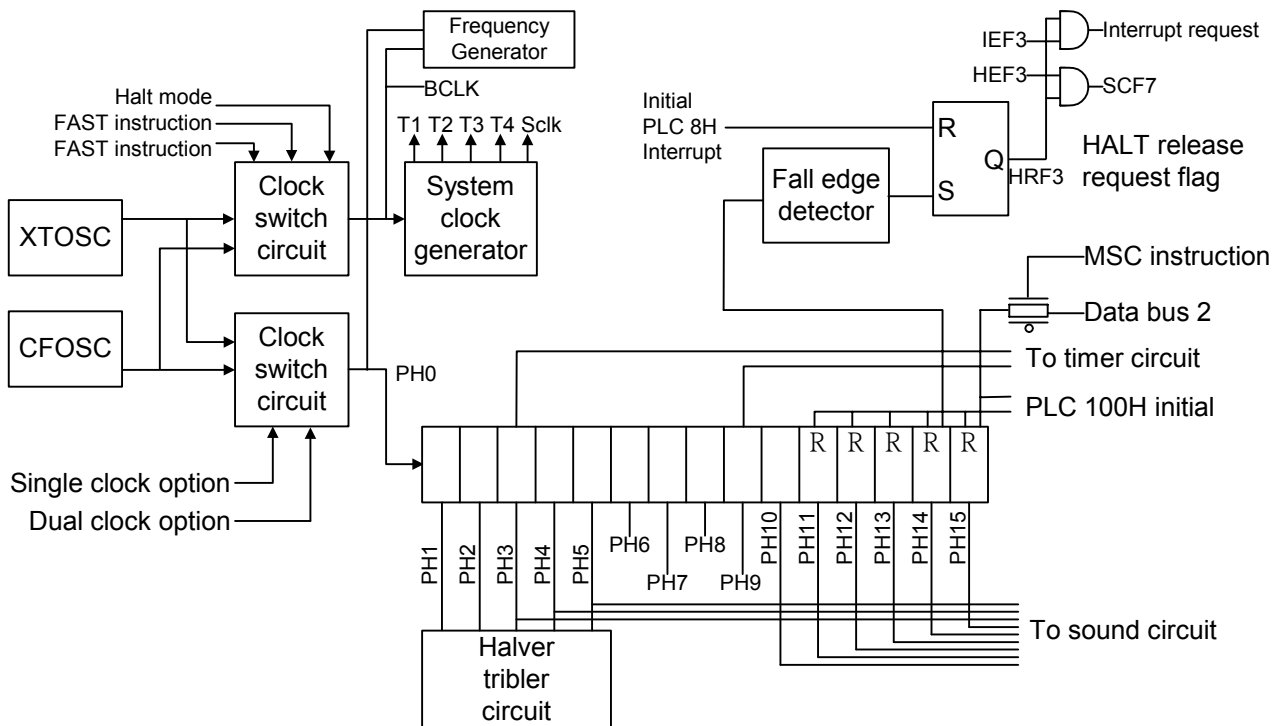 Frequency
Generator
BCLK
Halt mode
FAST instruction
FAST instruction
T1 T2 T3 T4 Sclk
XTOSC
Clock
switch
circuit
System
clock
generator
CFOSC
Clock
switch
circuit
PH0
Single clock option
Dual clock option
Initial
PLC 8H
Interrupt
Fall edge
detector
R
S
Q
HRF3
IEF3
HEF3
Interrupt request
SCF7
HALT release
request flag
MSC instruction
Data bus 2
To timer circuit
PLC 100H initial
R R R R R
PH1
PH2
PH3
PH4
PH5
PH6
PH7
PH8
PH9
PH10
PH11
PH12
PH13
PH14
PH15
To sound circuit
Halver
tribler
circuit